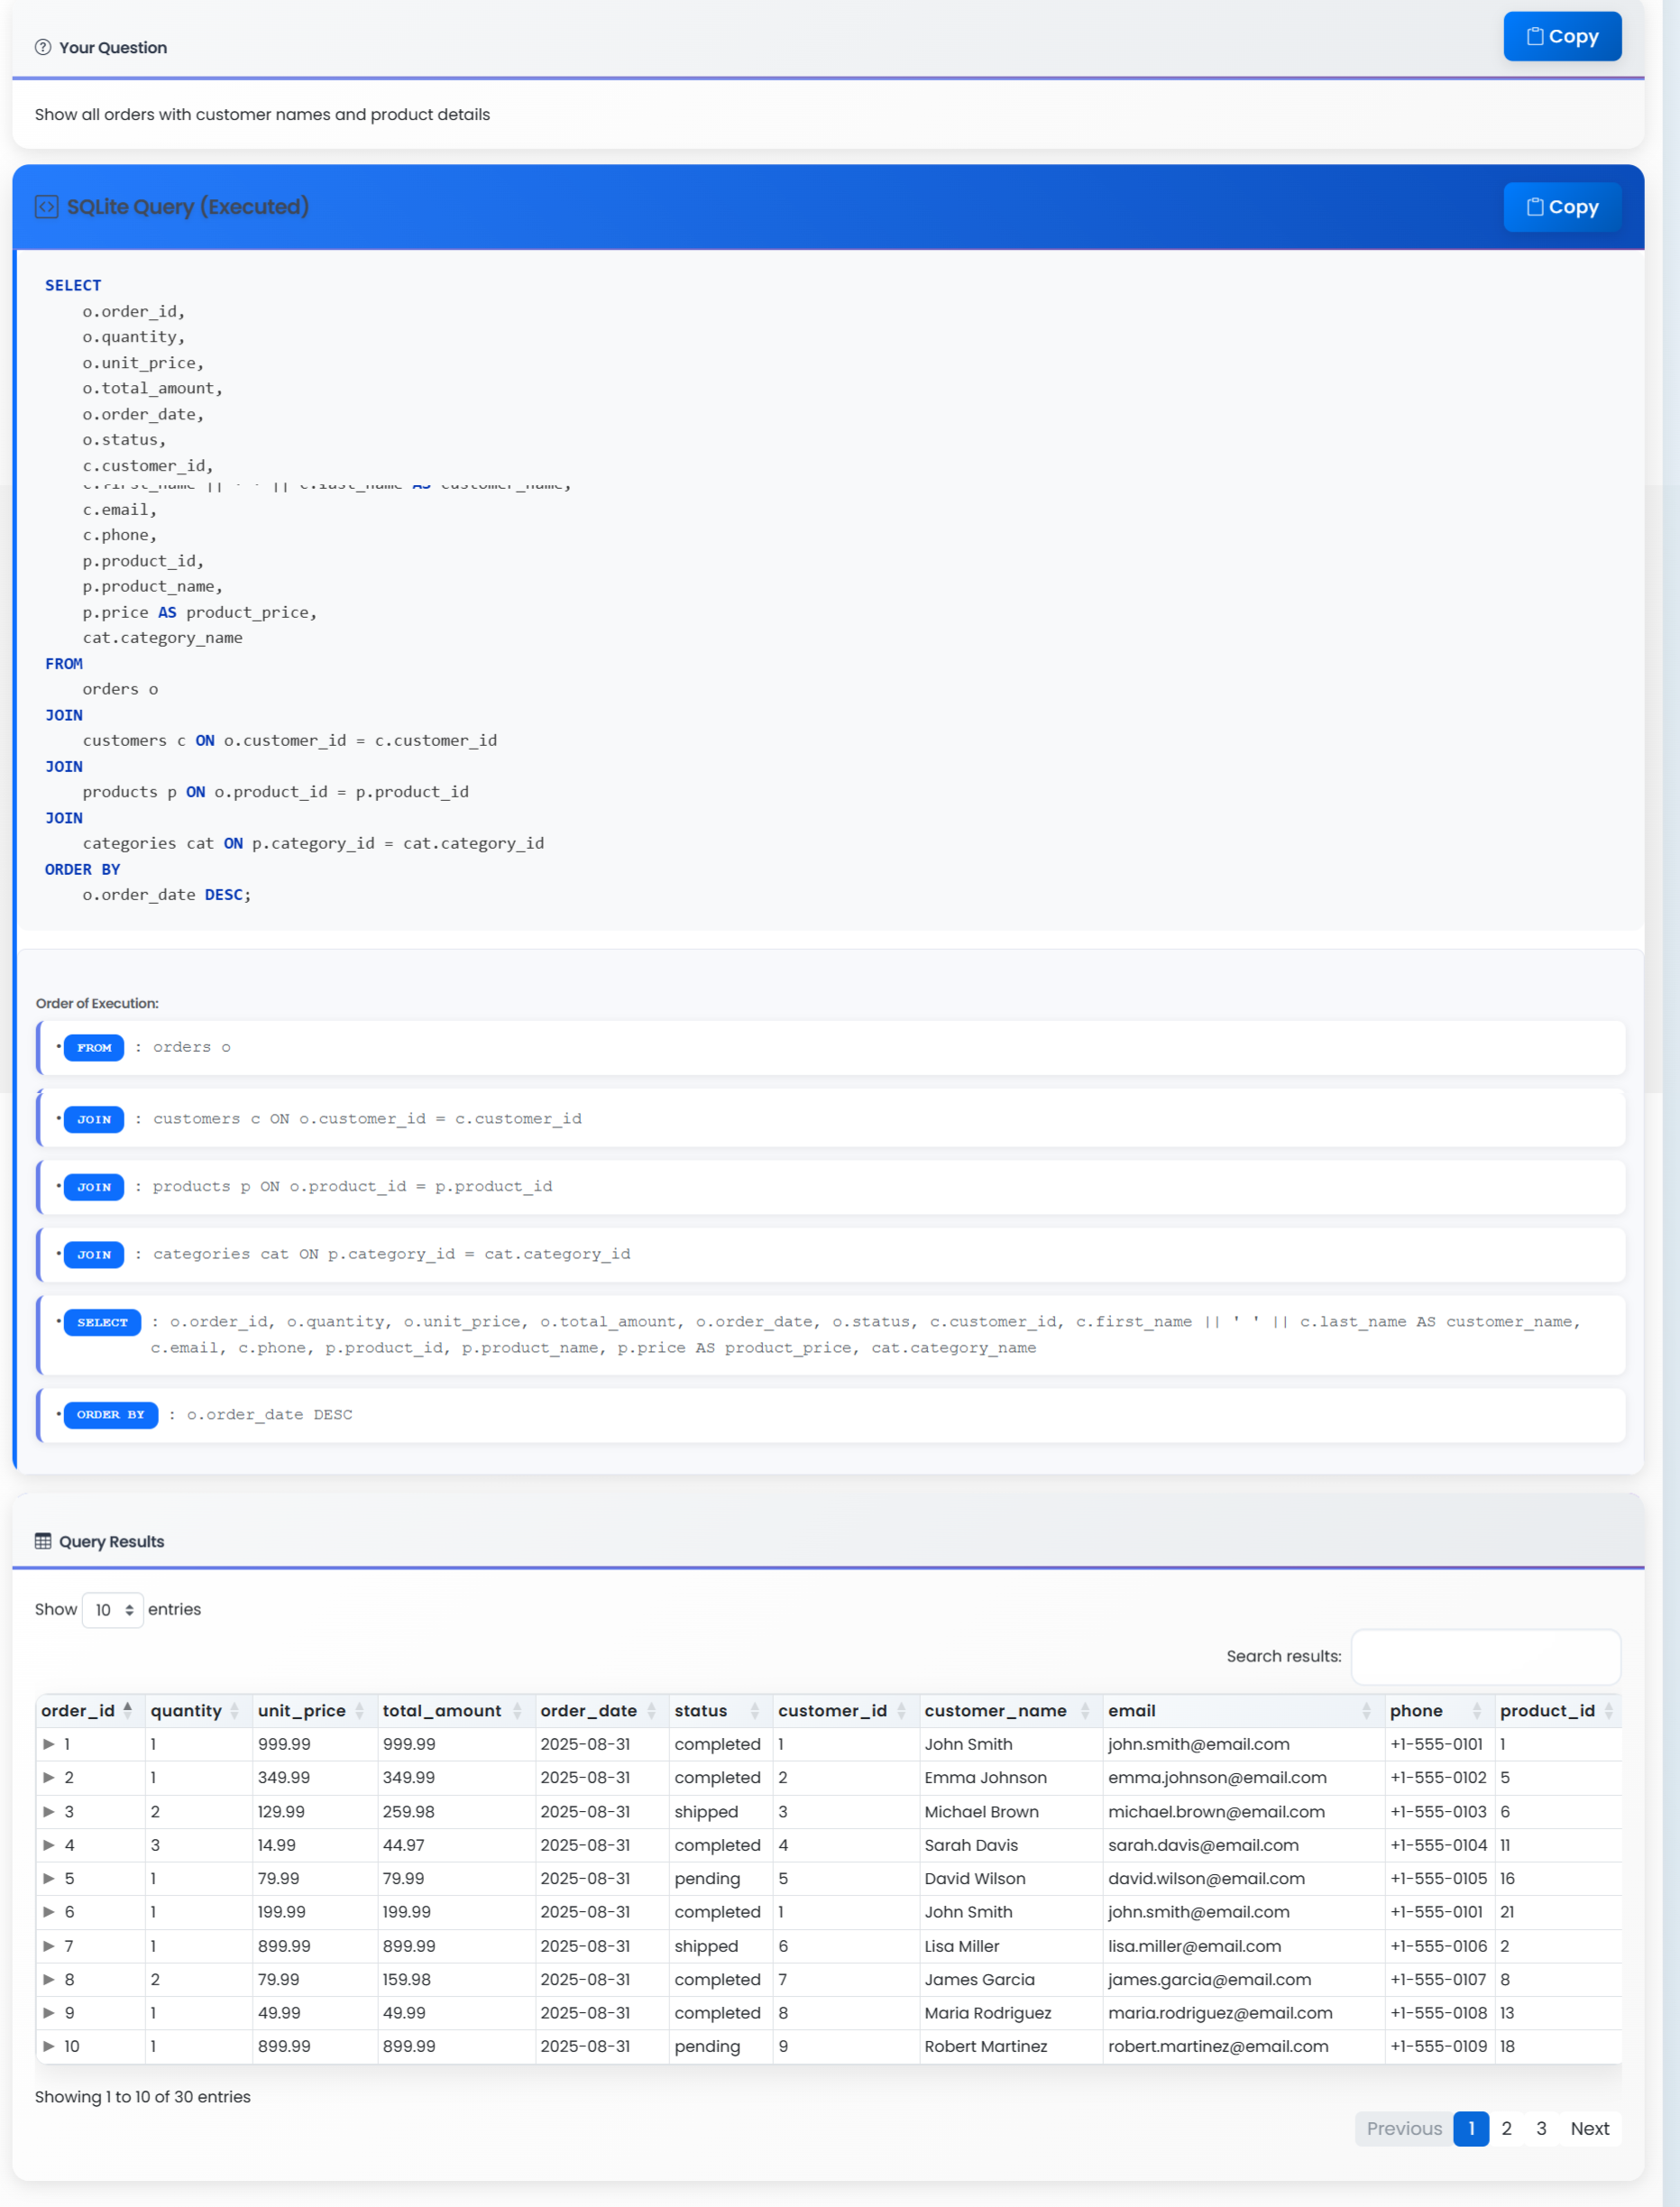 Your Question
Copy
Show all orders with customer names and product details
SQLite Query (Executed)
Copy
SELECT
    o.order_id,
    o.quantity,
    o.unit_price,
    o.total_amount,
    o.order_date,
    o.status,
    c.customer_id,
    c.first_name || ' ' || c.last_name AS customer_name,
    c.email,
    c.phone,
    p.product_id,
    p.product_name,
    p.price AS product_price,
    cat.category_name
FROM
    orders o
JOIN
    customers c ON o.customer_id = c.customer_id
JOIN
    products p ON o.product_id = p.product_id
JOIN
    categories cat ON p.category_id = cat.category_id
ORDER BY
    o.order_date DESC;
Order of Execution:
• FROM : orders o
• JOIN : customers c ON o.customer_id = c.customer_id
• JOIN : products p ON o.product_id = p.product_id
• JOIN : categories cat ON p.category_id = cat.category_id
• SELECT : o.order_id, o.quantity, o.unit_price, o.total_amount, o.order_date, o.status, c.customer_id, c.first_name || ' ' || c.last_name AS customer_name,
c.email, c.phone, p.product_id, p.product_name, p.price AS product_price, cat.category_name
• ORDER BY : o.order_date DESC
Query Results
Show 10 entries
Search results:
order_id quantity unit_price total_amount order_date status customer_id customer_name email phone product_id
▶ 1 1 999.99 999.99 2025-08-31 completed 1 John Smith john.smith@email.com +1-555-0101 1
▶ 2 1 349.99 349.99 2025-08-31 completed 2 Emma Johnson emma.johnson@email.com +1-555-0102 5
▶ 3 2 129.99 259.98 2025-08-31 shipped 3 Michael Brown michael.brown@email.com +1-555-0103 6
▶ 4 3 14.99 44.97 2025-08-31 completed 4 Sarah Davis sarah.davis@email.com +1-555-0104 11
▶ 5 1 79.99 79.99 2025-08-31 pending 5 David Wilson david.wilson@email.com +1-555-0105 16
▶ 6 1 199.99 199.99 2025-08-31 completed 1 John Smith john.smith@email.com +1-555-0101 21
▶ 7 1 899.99 899.99 2025-08-31 shipped 6 Lisa Miller lisa.miller@email.com +1-555-0106 2
▶ 8 2 79.99 159.98 2025-08-31 completed 7 James Garcia james.garcia@email.com +1-555-0107 8
▶ 9 1 49.99 49.99 2025-08-31 completed 8 Maria Rodriguez maria.rodriguez@email.com +1-555-0108 13
▶ 10 1 899.99 899.99 2025-08-31 pending 9 Robert Martinez robert.martinez@email.com +1-555-0109 18
Showing 1 to 10 of 30 entries
Previous 1 2 3 Next